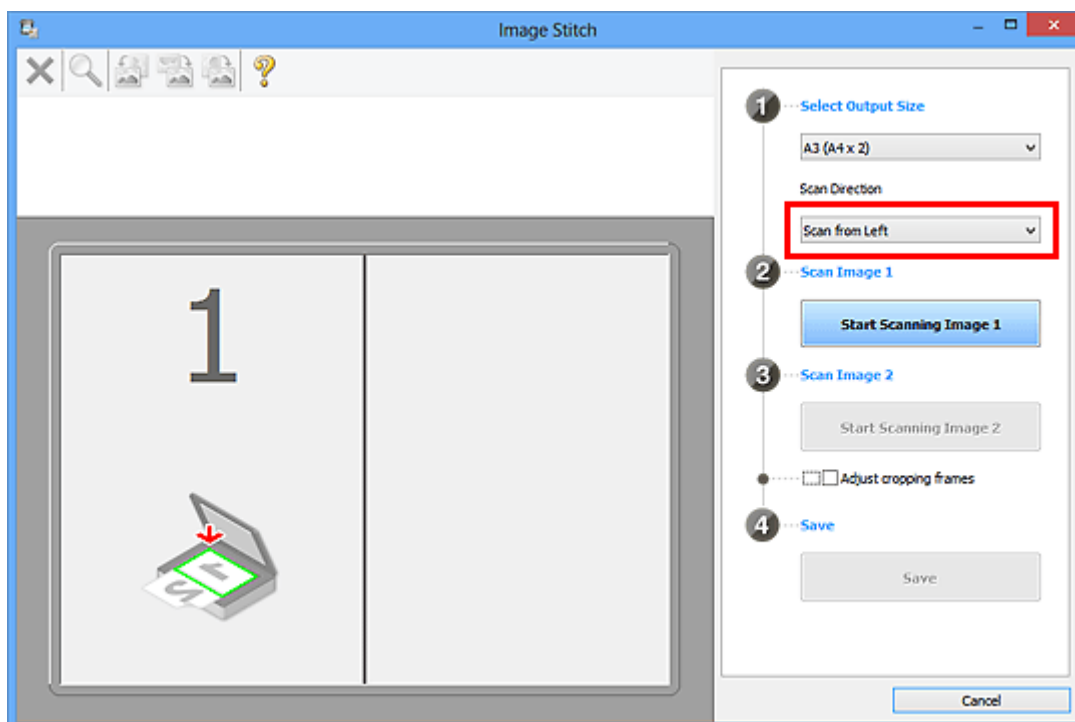 Image Stitch
1 Select Output Size
A3 (A4 x 2)
Scan Direction
Scan from Left
2 Scan Image 1
Start Scanning Image 1
3 Scan Image 2
Start Scanning Image 2
Adjust cropping frames
4 Save
Save
Cancel
1
1
2